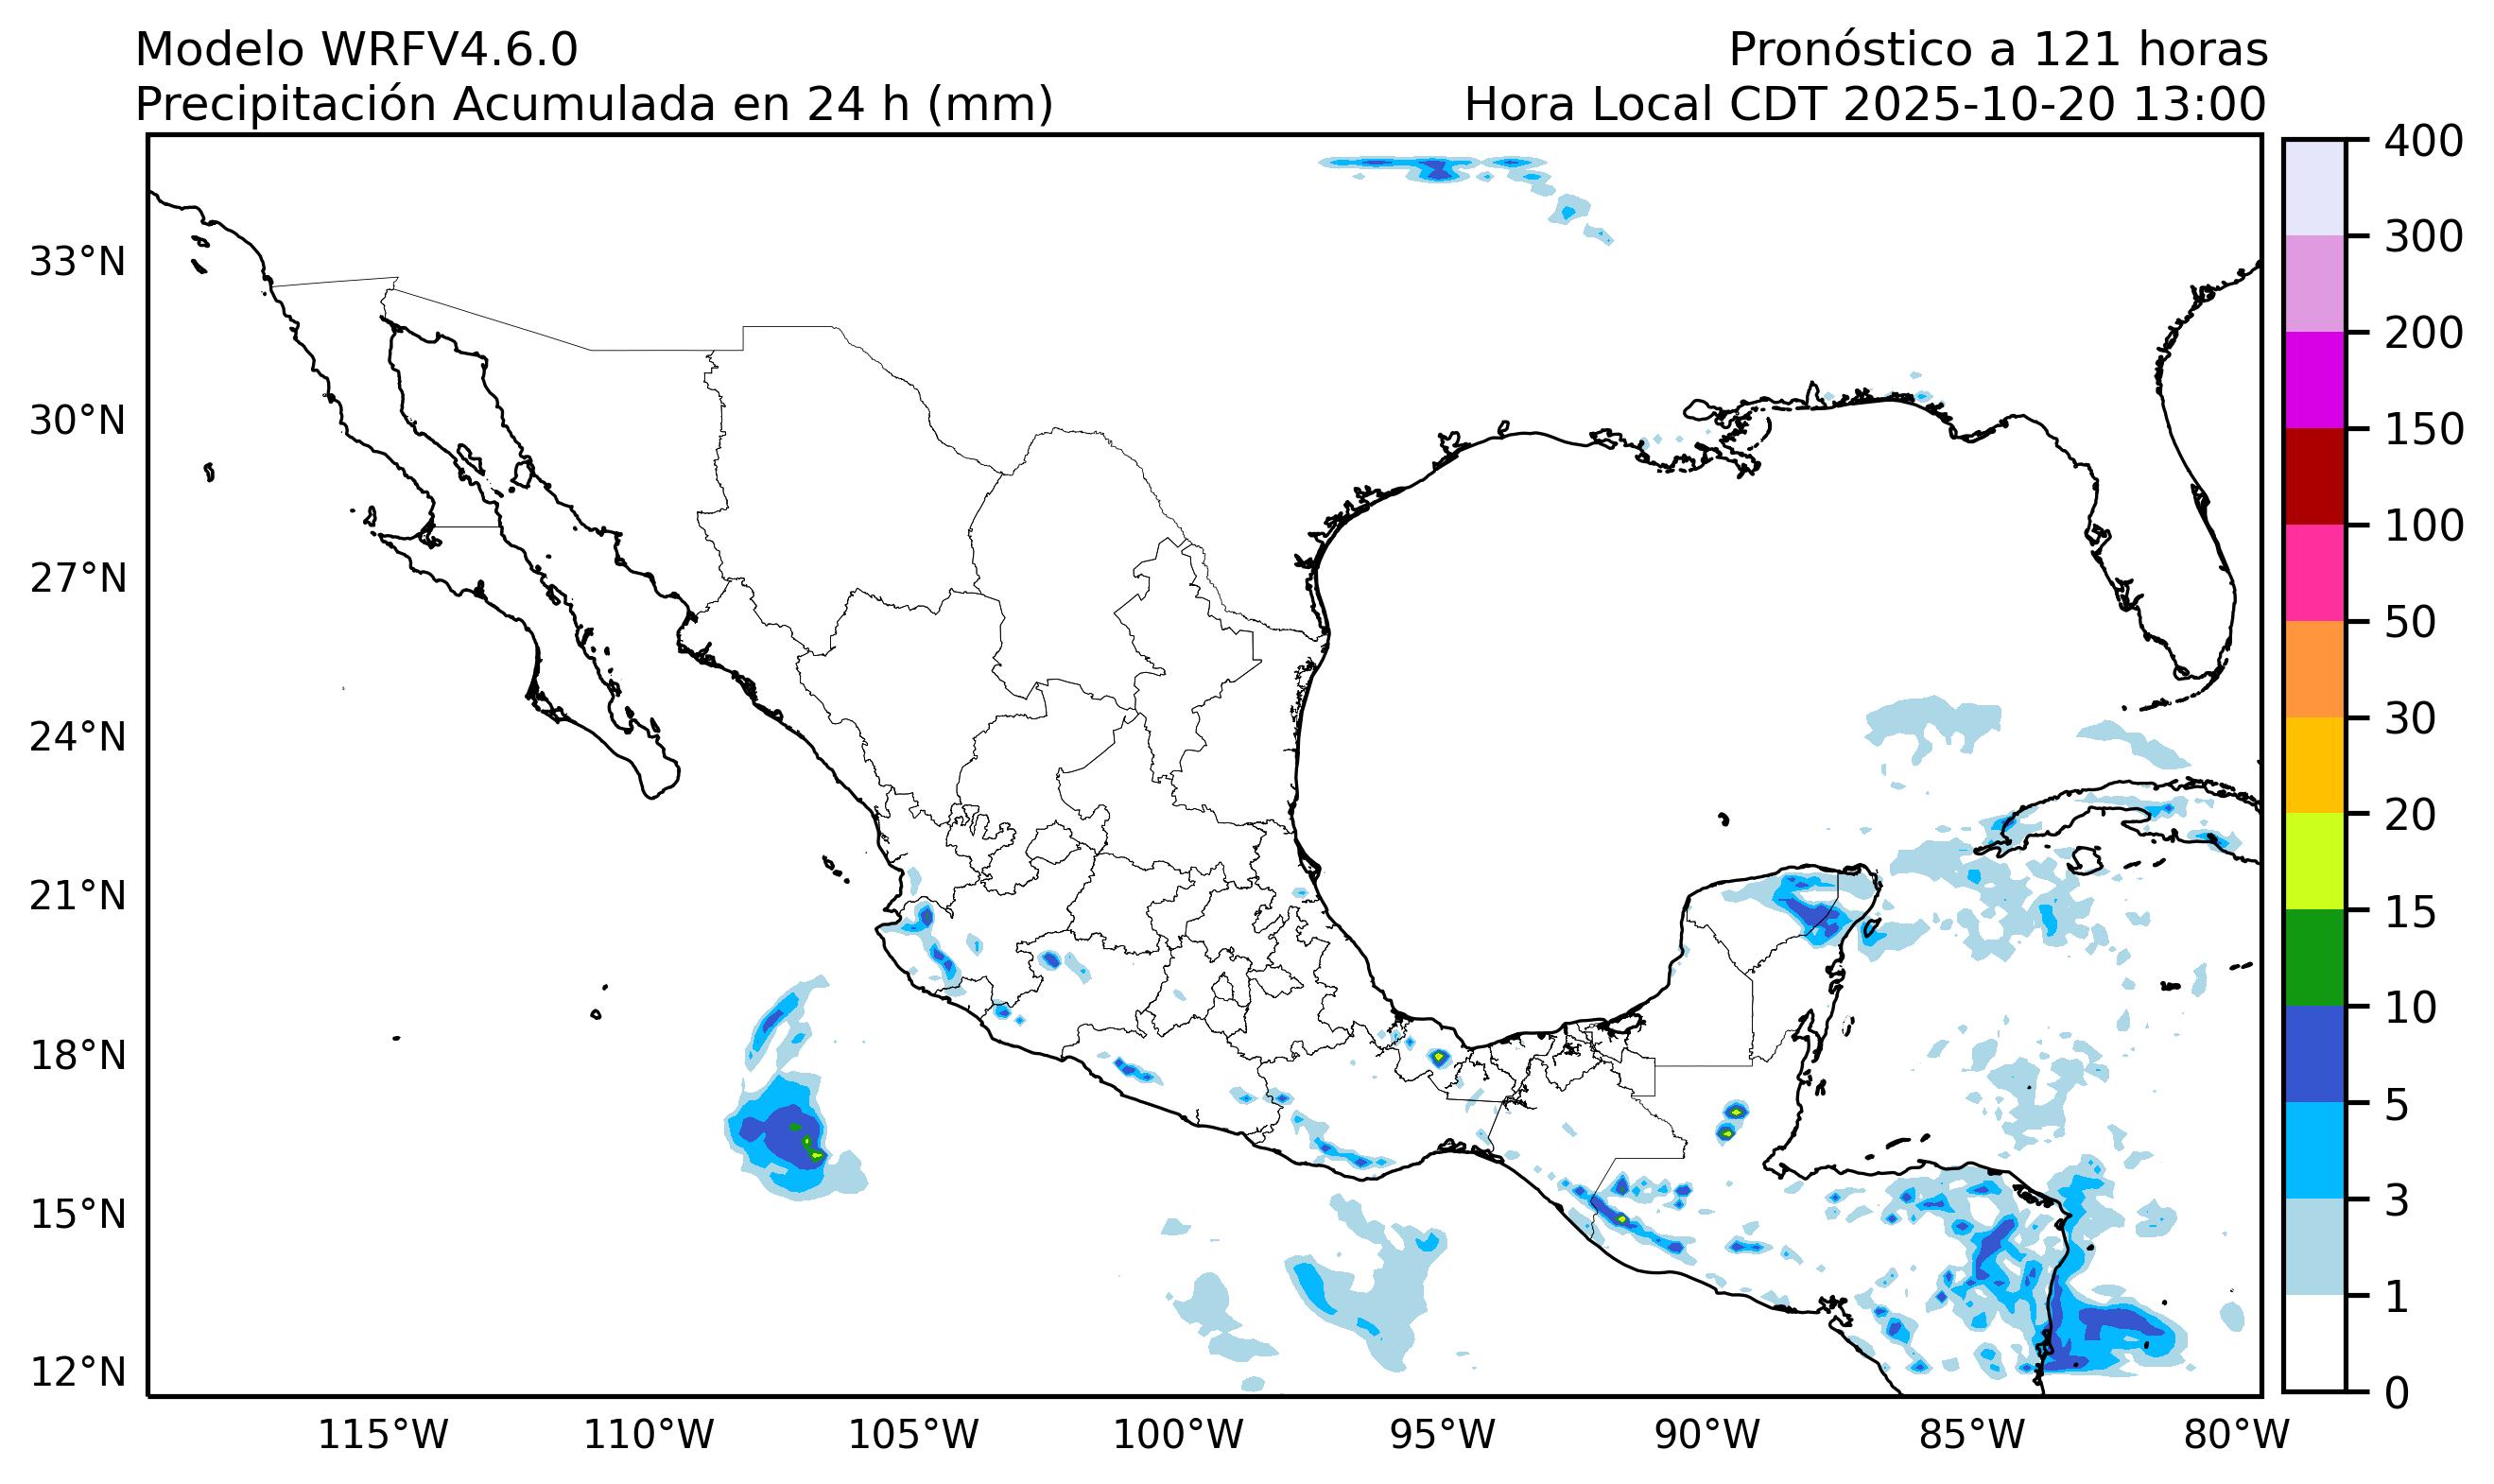 Modelo WRFV4.6.0
Pronóstico a 121 horas
Precipitación Acumulada en 24 h (mm)
Hora Local CDT 2025-10-20 13:00
33°N
30°N
27°N
24°N
21°N
18°N
15°N
12°N
115°W
110°W
105°W
100°W
95°W
90°W
85°W
80°W
400
300
200
150
100
50
30
20
15
10
5
3
1
0